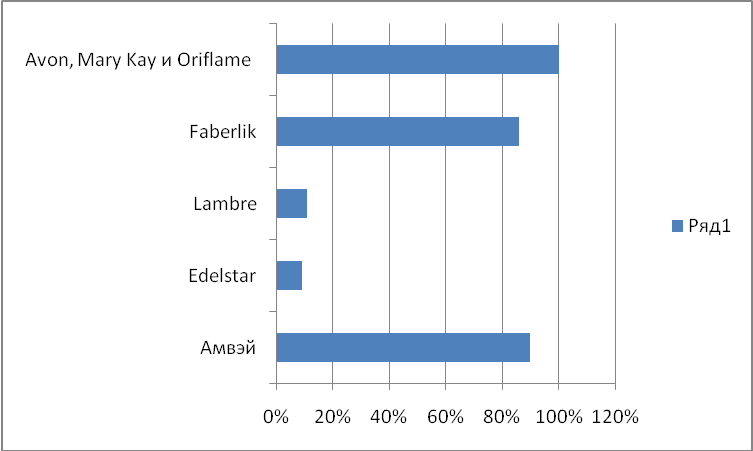 Avon, Mary Kay и Oriflame
Faberlik
Lambre
Edelstar
Амвэй
0% 20% 40% 60% 80% 100% 120%
Ряд1